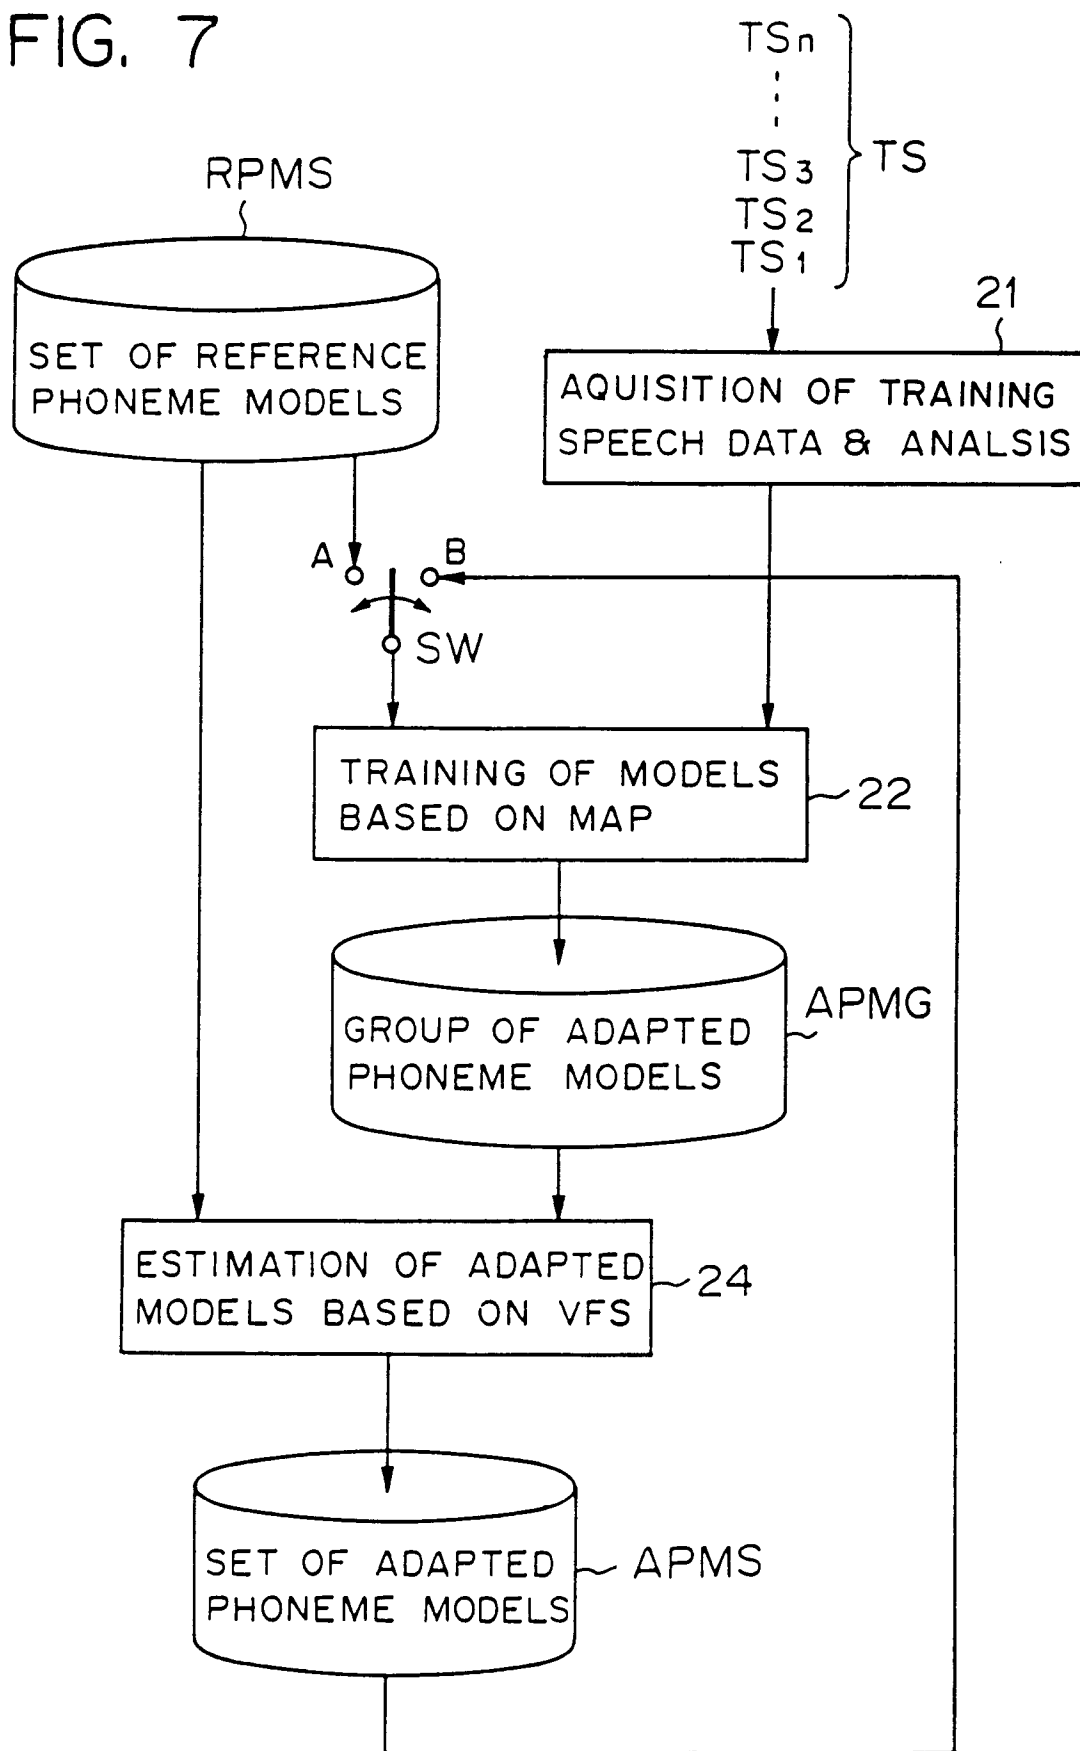 FIG. 7
TSn
TS3
TS2
TS1
TS
RPMS
SET OF REFERENCE
PHONEME MODELS
21
AQUISITION OF TRAINING
SPEECH DATA & ANALSIS
A
B
SW
TRAINING OF MODELS
BASED ON MAP
22
APMG
GROUP OF ADAPTED
PHONEME MODELS
ESTIMATION OF ADAPTED
MODELS BASED ON VFS
24
SET OF ADAPTED
PHONEME MODELS
APMS